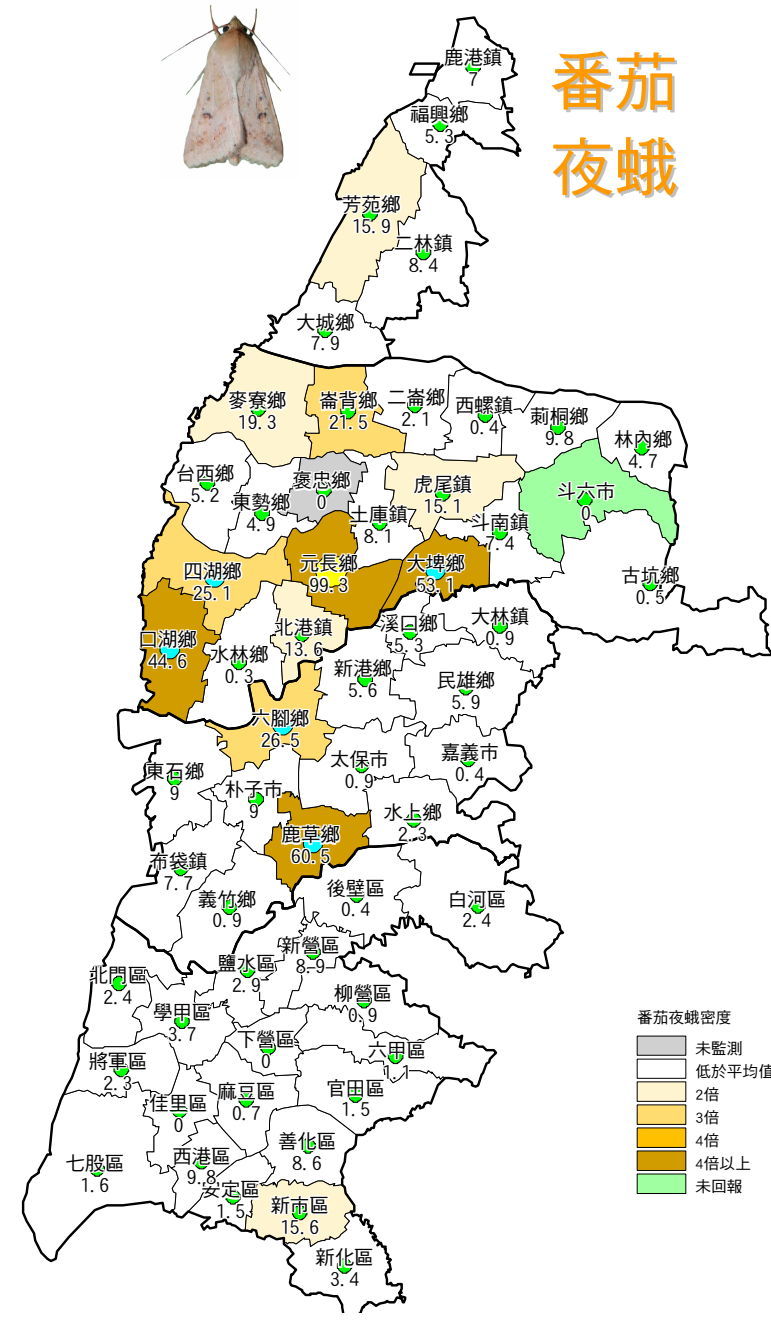 番茄
夜蛾
鹿港鎮
7
福興鄉
5.3
芳苑鄉
15.9
二林鎮
8.4
大城鄉
7.9
麥寮鄉
19.3
崙背鄉
21.5
二崙鄉
2.1
西螺鎮
0.4
莿桐鄉
9.8
林內鄉
4.7
台西鄉
5.2
東勢鄉
4.9
褒忠鄉
0
土庫鎮
8.1
虎尾鎮
15.1
斗南鎮
7.4
斗六市
0
古坑鄉
0.5
四湖鄉
25.1
元長鄉
99.3
大埤鄉
53.1
口湖鄉
44.6
水林鄉
0.3
北港鎮
13.6
溪口鄉
5.3
大林鎮
0.9
新港鄉
5.6
民雄鄉
5.9
六腳鄉
26.5
東石鄉
9
朴子市
9
太保市
0.9
嘉義市
0.4
鹿草鄉
60.5
水上鄉
2.3
布袋鎮
7.7
義竹鄉
0.9
後壁區
0.4
白河區
2.4
新營區
8.9
鹽水區
2.9
北門區
2.4
學甲區
3.7
柳營區
0.9
下營區
0
六甲區
1.1
將軍區
2.3
佳里區
0
麻豆區
0.7
官田區
1.5
七股區
1.6
西港區
9.8
善化區
8.6
安定區
1.5
新市區
15.6
新化區
3.4
番茄夜蛾密度
未監測
低於平均值
2倍
3倍
4倍
4倍以上
未回報